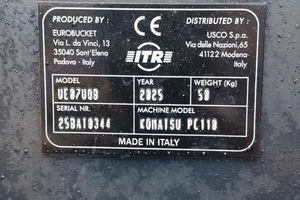 PRODUCED BY :
EUROBUCKET
Via L. da Vinci, 13
35040 Sant'Elena
Padova - Italy
CE
ITR
DISTRIBUTED BY :
USCO S.p.a.
Via delle Nazioni,65
41122 Modena
Italy
MODEL YEAR WEIGHT (Kg)
UE07U03 2025 50
SERIAL NR. MACHINE MODEL
25BAT0344 KOMATSU PC110
MADE IN ITALY